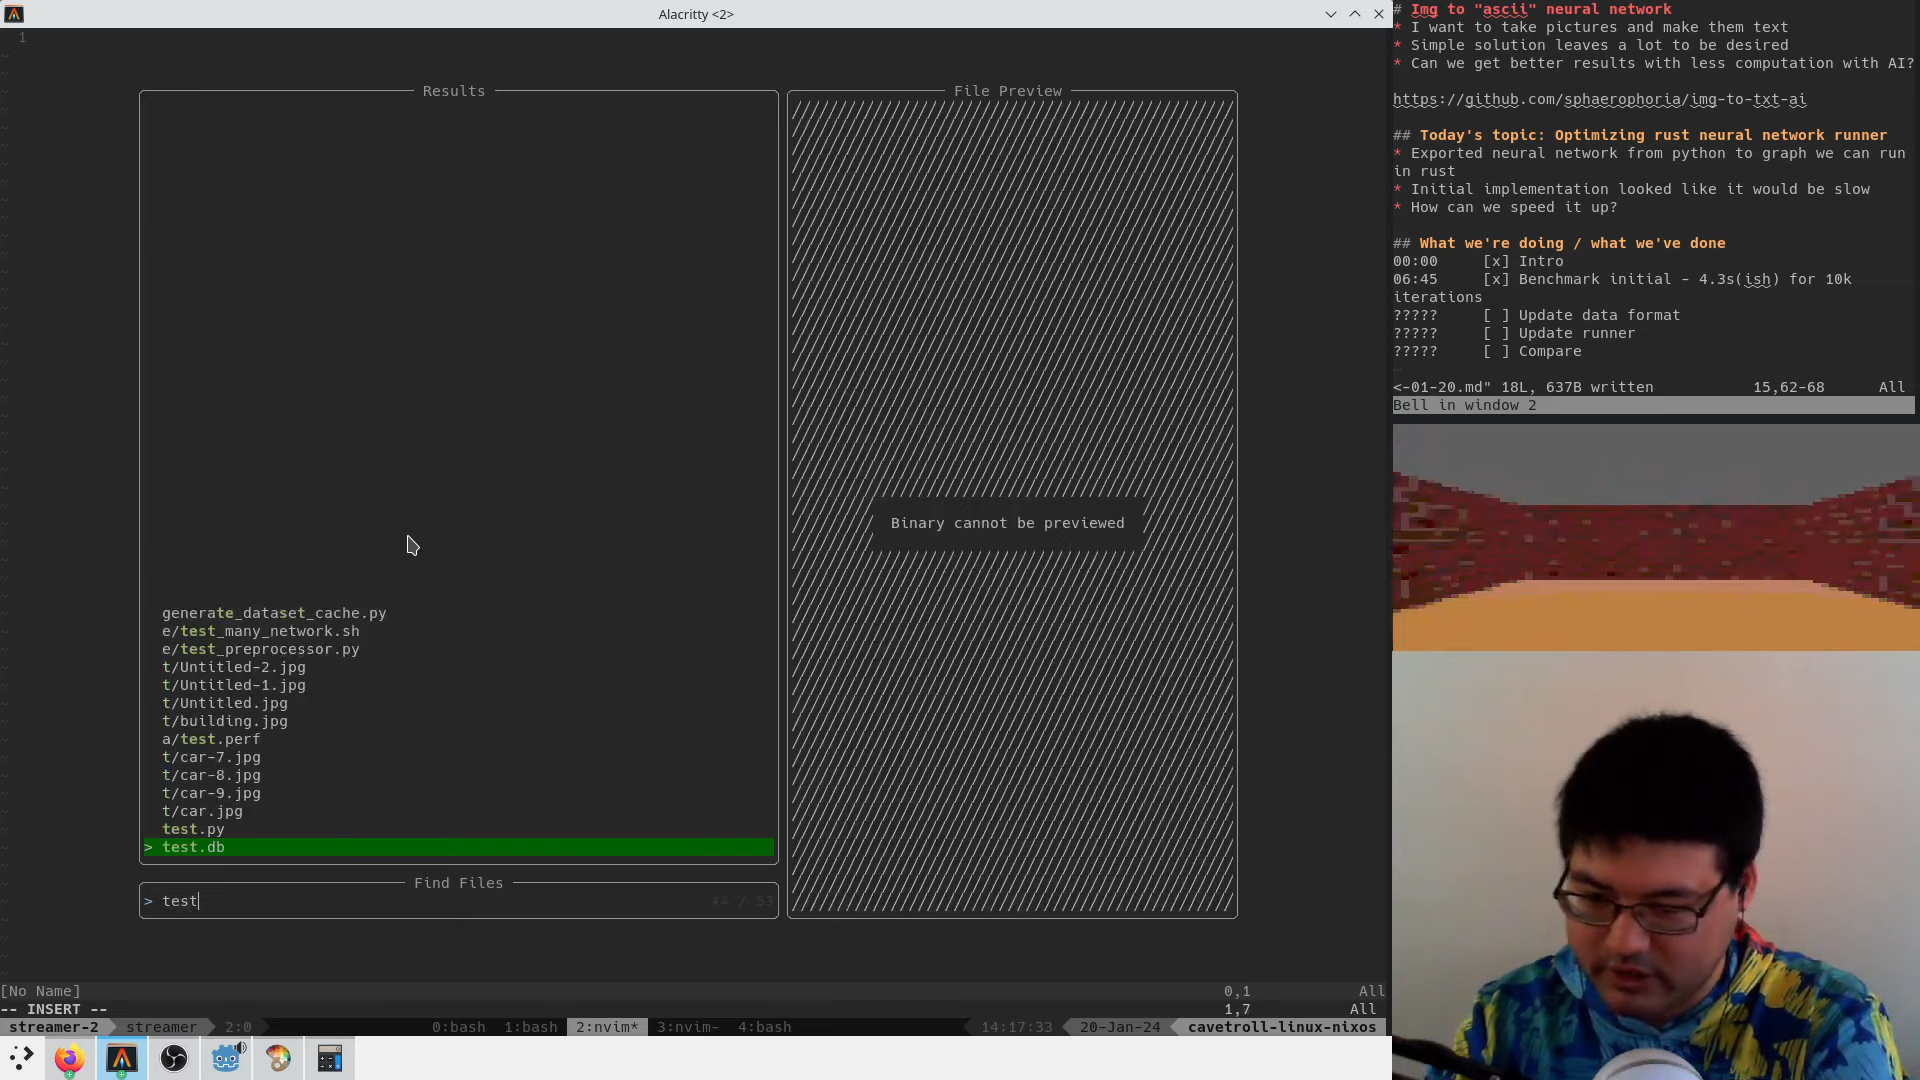 Alacritty <2>
1
Results
File Preview
Binary cannot be previewed
generate_dataset_cache.py
e/test_many_network.sh
e/test_preprocessor.py
t/Untitled-2.jpg
t/Untitled-1.jpg
t/Untitled.jpg
t/building.jpg
a/test.perf
t/car-7.jpg
t/car-8.jpg
t/car-9.jpg
t/car.jpg
test.py
> test.db
Find Files
> test
44 / 53
[No Name] 0,1 All
-- INSERT -- 1,7 All
streamer-2 streamer 2:0 0:bash 1:bash 2:nvim* 3:nvim- 4:bash 14:17:33 20-Jan-24 cavetroll-linux-nixos
# Img to "ascii" neural network
* I want to take pictures and make them text
* Simple solution leaves a lot to be desired
* Can we get better results with less computation with AI?
https://github.com/sphaerophoria/img-to-txt-ai
## Today's topic: Optimizing rust neural network runner
* Exported neural network from python to graph we can run
in rust
* Initial implementation looked like it would be slow
* How can we speed it up?
## What we're doing / what we've done
00:00 [x] Intro
06:45 [x] Benchmark initial - 4.3s(ish) for 10k
iterations
????? [ ] Update data format
????? [ ] Update runner
????? [ ] Compare
~
<-01-20.md" 18L, 637B written 15,62-68 All
Bell in window 2